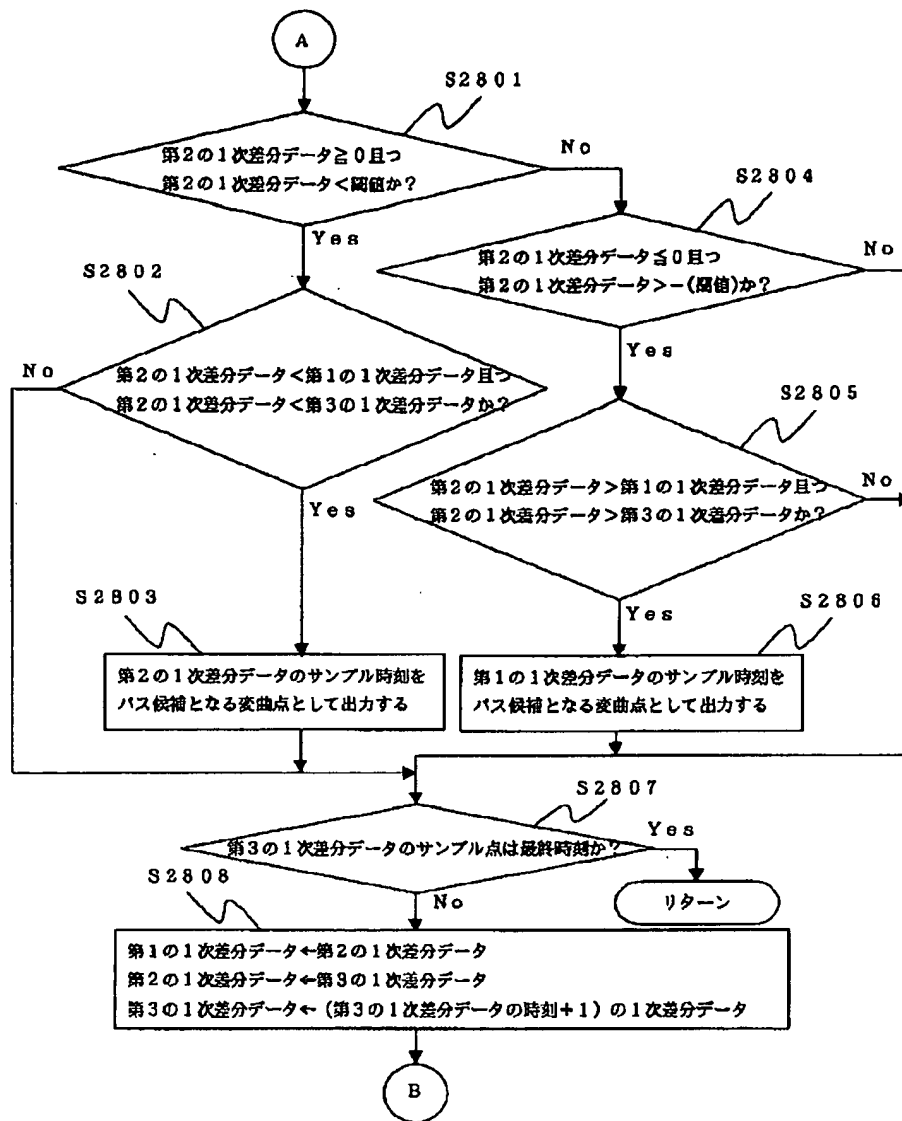 A
S2801
第2の1次差分データ≧0且つ
第2の1次差分データ<閾値か?
No
Yes
S2804
第2の1次差分データ≦0且つ
第2の1次差分データ>-(閾値)か?
No
Yes
S2802
第2の1次差分データ<第1の1次差分データ且つ
第2の1次差分データ<第3の1次差分データか?
No
Yes
S2805
第2の1次差分データ>第1の1次差分データ且つ
第2の1次差分データ>第3の1次差分データか?
No
Yes
S2803
第2の1次差分データのサンプル時刻を
パス候補となる変曲点として出力する
S2806
第1の1次差分データのサンプル時刻を
パス候補となる変曲点として出力する
S2807
第3の1次差分データのサンプル点は最終時刻か?
Yes
リターン
No
S2808
第1の1次差分データ←第2の1次差分データ
第2の1次差分データ←第3の1次差分データ
第3の1次差分データ←(第3の1次差分データの時刻+1)の1次差分データ
B